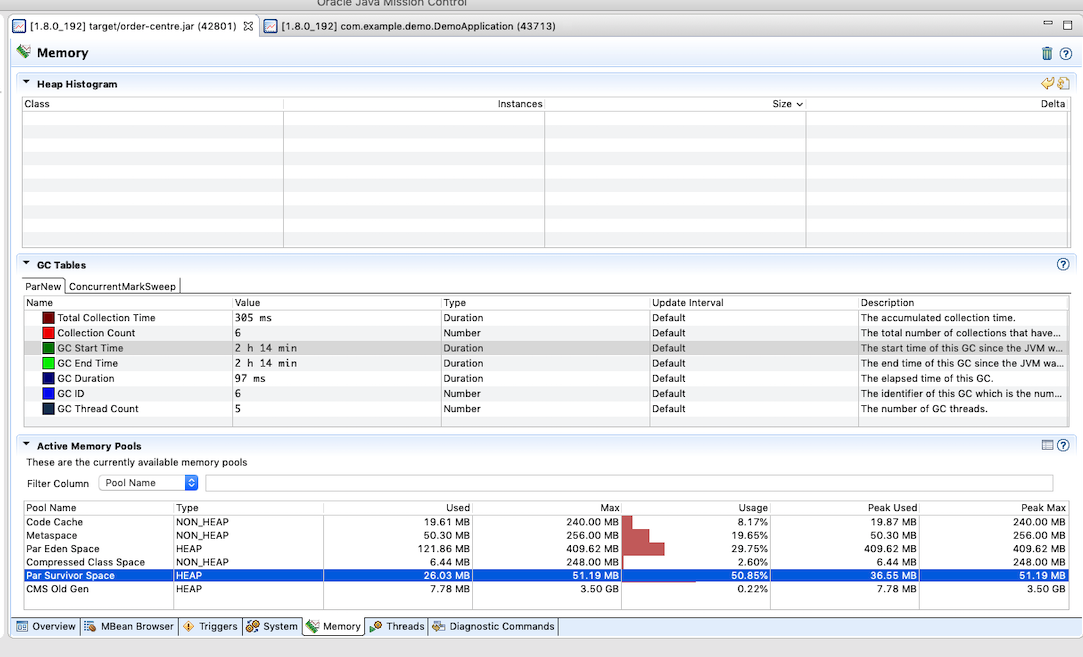 Oracle Java Mission Control
[1.8.0_192] target/order-centre.jar (42801) [1.8.0_192] com.example.demo.DemoApplication (43713)
Memory
Heap Histogram
Class Instances Size Delta
GC Tables
ParNew ConcurrentMarkSweep
Name Value Type Update Interval Description
Total Collection Time 305 ms Duration Default The accumulated collection time.
Collection Count 6 Number Default The total number of collections that have...
GC Start Time 2 h 14 min Duration Default The start time of this GC since the JVM w...
GC End Time 2 h 14 min Duration Default The end time of this GC since the JVM wa...
GC Duration 97 ms Duration Default The elapsed time of this GC.
GC ID 6 Number Default The identifier of this GC which is the num...
GC Thread Count 5 Number Default The number of GC threads.
Active Memory Pools
These are the currently available memory pools
Filter Column Pool Name
Pool Name Type Used Max Usage Peak Used Peak Max
Code Cache NON_HEAP 19.61 MB 240.00 MB 8.17% 19.87 MB 240.00 MB
Metaspace NON_HEAP 50.30 MB 256.00 MB 19.65% 50.30 MB 256.00 MB
Par Eden Space HEAP 121.86 MB 409.62 MB 29.75% 409.62 MB 409.62 MB
Compressed Class Space NON_HEAP 6.44 MB 248.00 MB 2.60% 6.44 MB 248.00 MB
Par Survivor Space HEAP 26.03 MB 51.19 MB 50.85% 36.55 MB 51.19 MB
CMS Old Gen HEAP 7.78 MB 3.50 GB 0.22% 7.78 MB 3.50 GB
Overview MBean Browser Triggers System Memory Threads Diagnostic Commands